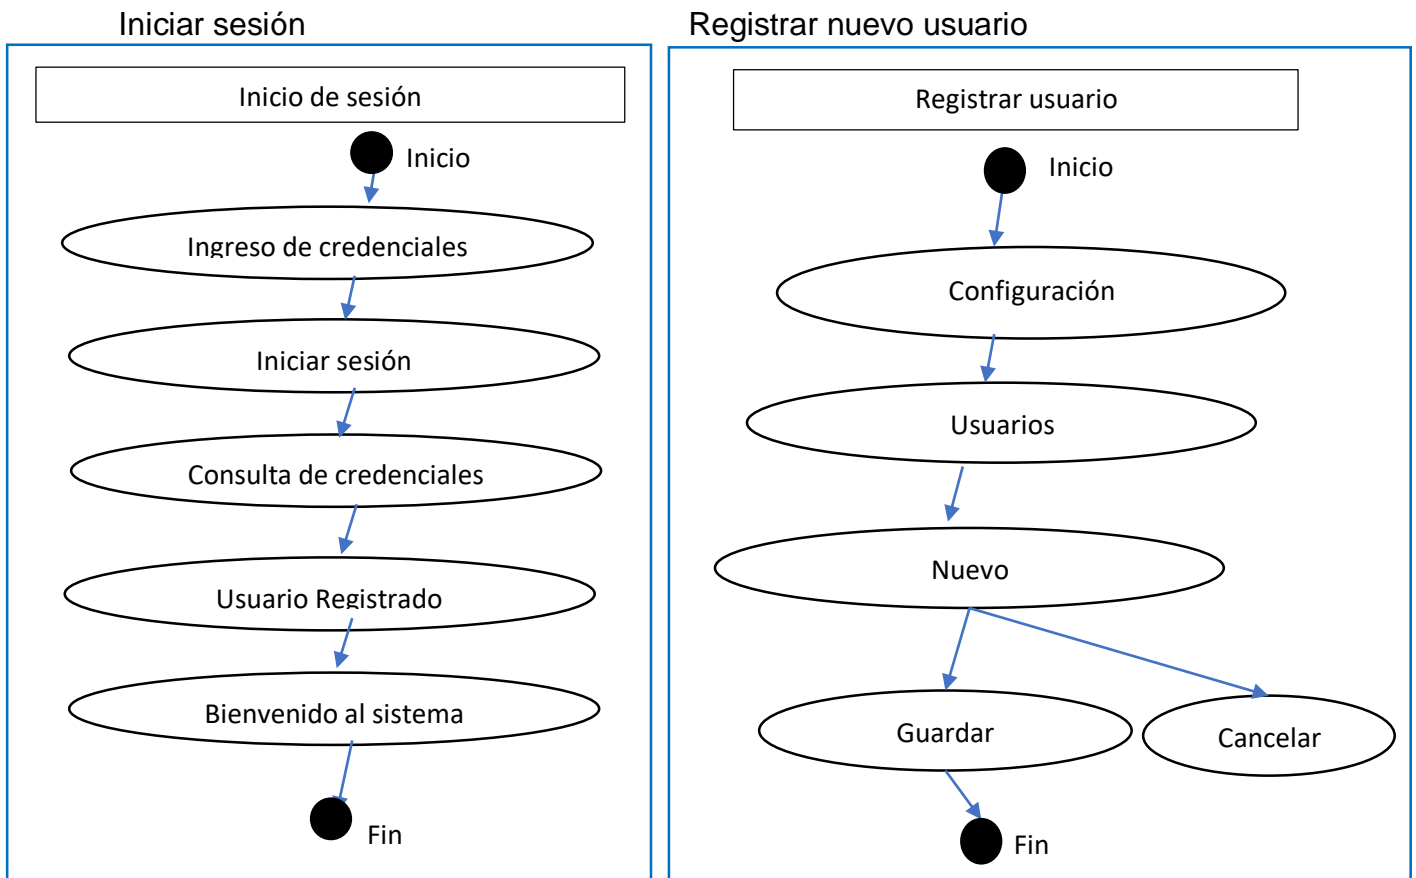 Iniciar sesión
Inicio de sesión
Inicio
Ingreso de credenciales
Iniciar sesión
Consulta de credenciales
Usuario Registrado
Bienvenido al sistema
Fin
Registrar nuevo usuario
Registrar usuario
Inicio
Configuración
Usuarios
Nuevo
Guardar
Cancelar
Fin